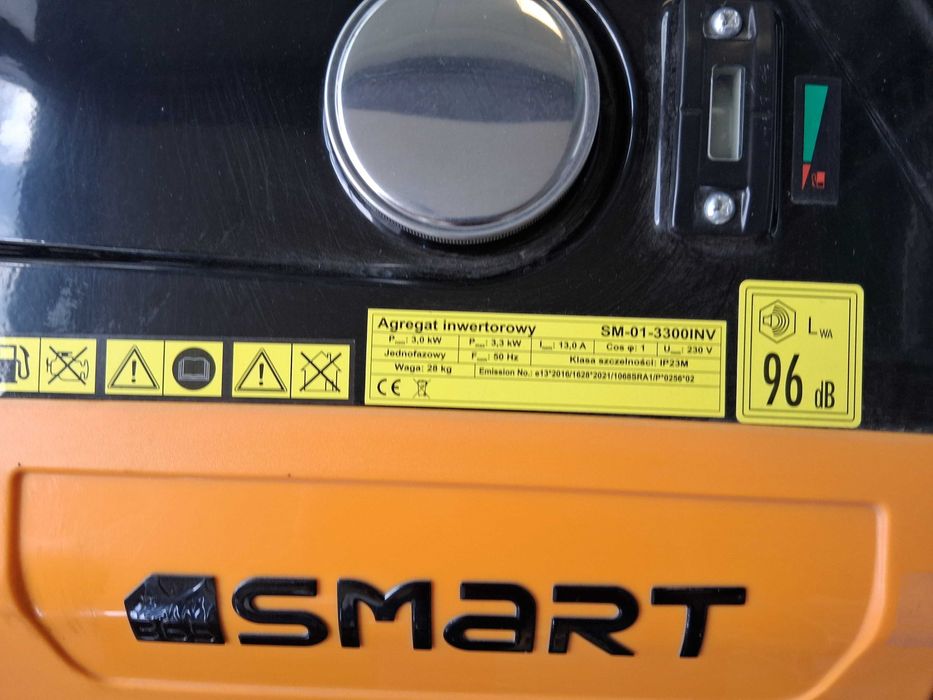 Agregat inwertorowy SM-01-3300INV
P: 3,0 kW P: 3,3 kW I: 13,0 A Cos φ: 1 U: 230 V
Jednofazowy F: 50 Hz Klasa szczelności: IP23M
Waga: 28 kg Emission No.: e13*2016/1628*2021/1068SRA1/P*0256*02
CE
LWA
96 dB
SMART